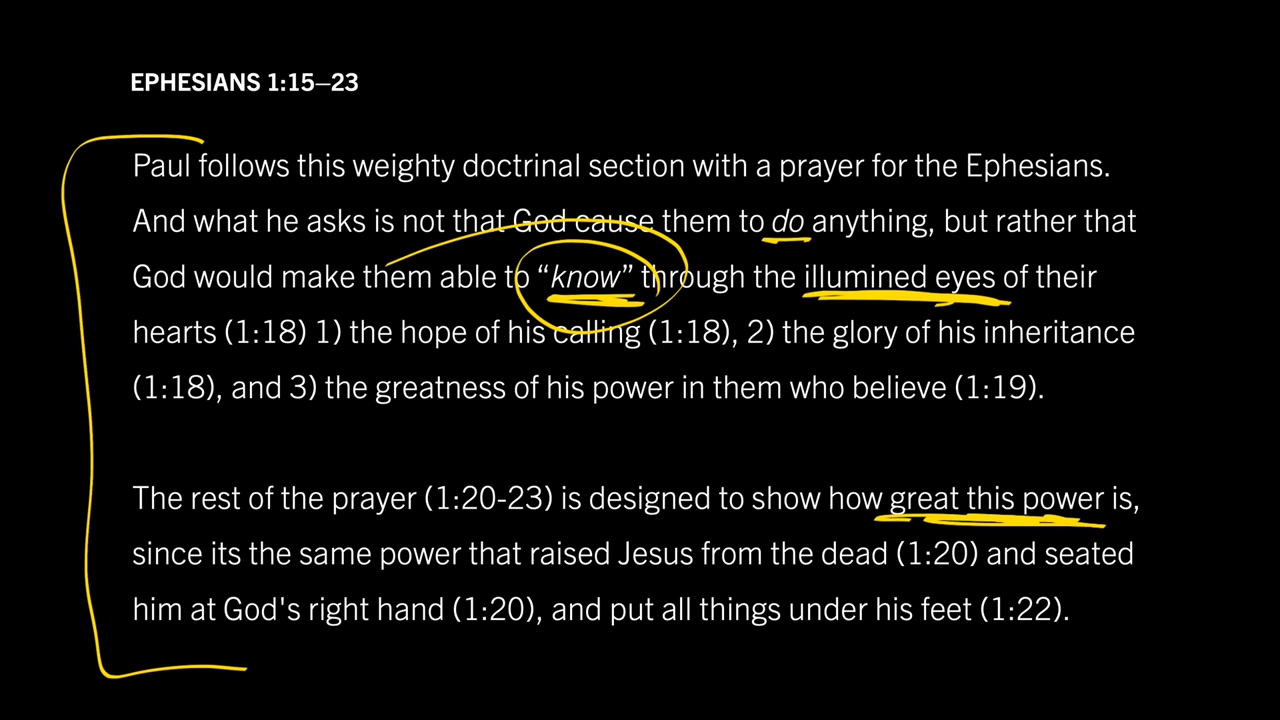 EPHESIANS 1:15–23
Paul follows this weighty doctrinal section with a prayer for the Ephesians.
And what he asks is not that God cause them to do anything, but rather that
God would make them able to “know” through the illumined eyes of their
hearts (1:18) 1) the hope of his calling (1:18), 2) the glory of his inheritance
(1:18), and 3) the greatness of his power in them who believe (1:19).
The rest of the prayer (1:20-23) is designed to show how great this power is,
since its the same power that raised Jesus from the dead (1:20) and seated
him at God's right hand (1:20), and put all things under his feet (1:22).